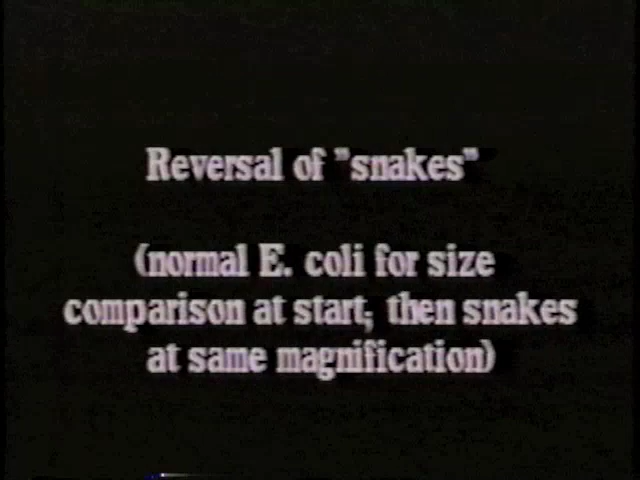 Reversal of "snakes"
(normal E. coli for size
comparison at start; then snakes
at same magnification)